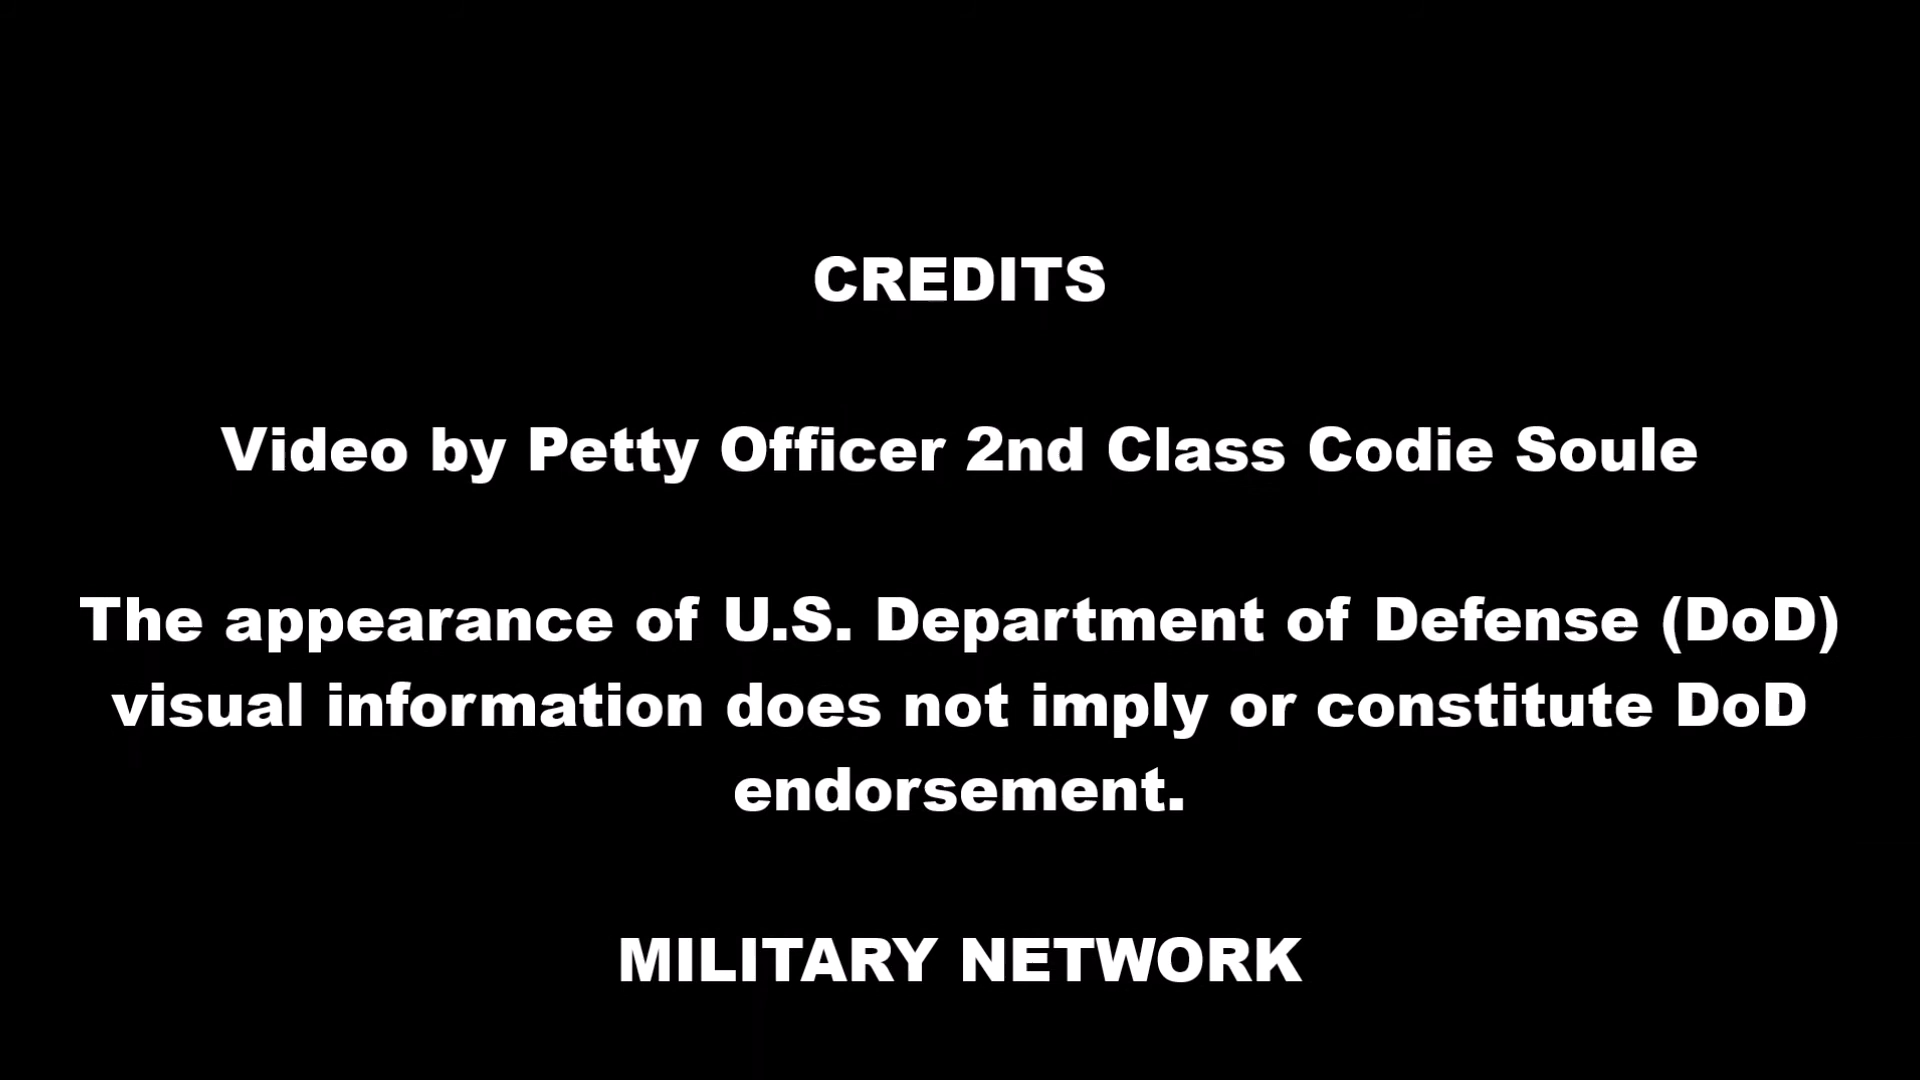 CREDITS
Video by Petty Officer 2nd Class Codie Soule
The appearance of U.S. Department of Defense (DoD)
visual information does not imply or constitute DoD
endorsement.
MILITARY NETWORK